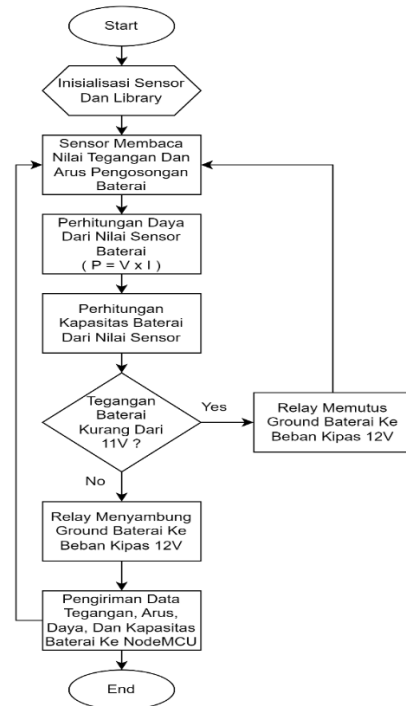 Start
Inisialisasi Sensor
Dan Library
Sensor Membaca
Nilai Tegangan Dan
Arus Pengosongan
Baterai
Perhitungan Daya
Dari Nilai Sensor
Baterai
( P = V x I )
Perhitungan
Kapasitas Baterai
Dari Nilai Sensor
Tegangan
Baterai
Kurang Dari
11V ?
Yes
Relay Memutus
Ground Baterai Ke
Beban Kipas 12V
No
Relay Menyambung
Ground Baterai Ke
Beban Kipas 12V
Pengiriman Data
Tegangan, Arus,
Daya, Dan Kapasitas
Baterai Ke NodeMCU
End